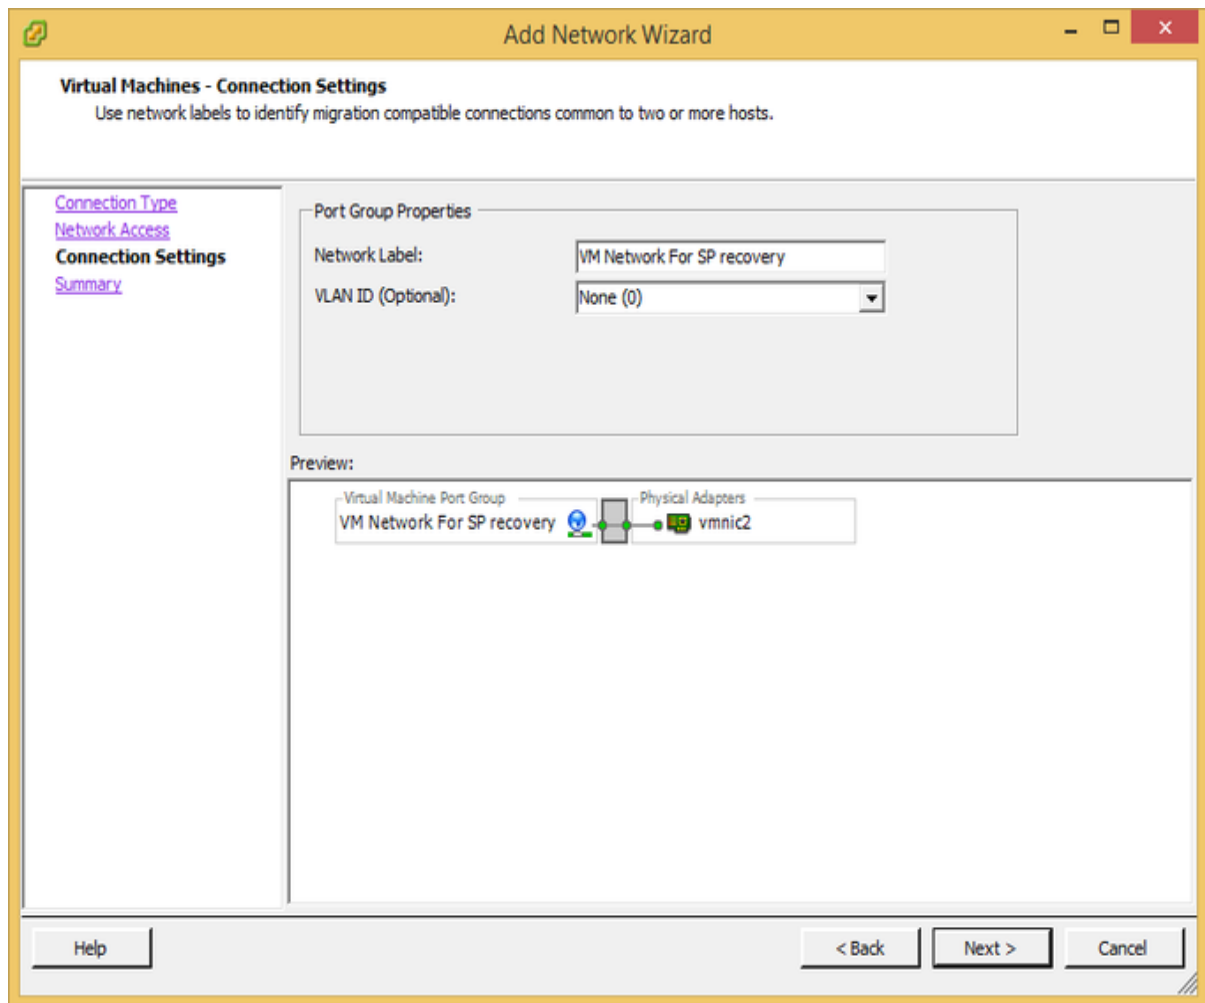 Add Network Wizard
Virtual Machines - Connection Settings
Use network labels to identify migration compatible connections common to two or more hosts.
Connection Type
Network Access
Connection Settings
Summary
Port Group Properties
Network Label:
VM Network For SP recovery
VLAN ID (Optional):
None (0)
Preview:
Virtual Machine Port Group
Physical Adapters
VM Network For SP recovery
vmnic2
Help
< Back
Next >
Cancel